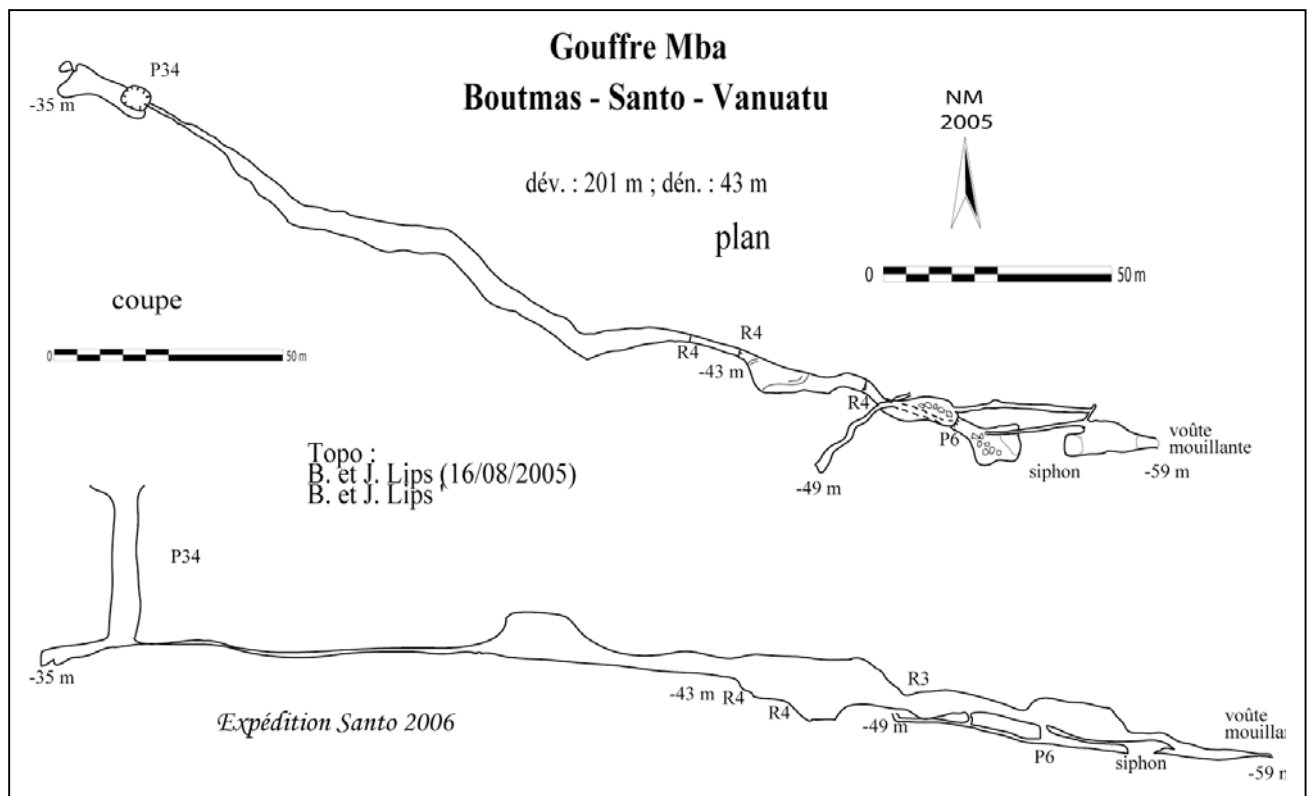 Gouffre Mba
Boutmas - Santo - Vanuatu
dév. : 201 m ; dén. : 43 m
plan
NM
2005
0 50 m
P34
-35 m
coupe
0 50 m
R4
R4
-43 m
R4
P6
-49 m
siphon
voûte
mouillante
-59 m
Topo :
B. et J. Lips (16/08/2005)
B. et J. Lips
P34
-35 m
-43 m
R4
R4
R3
-49 m
P6
siphon
voûte
mouillan
-59 m
Expédition Santo 2006